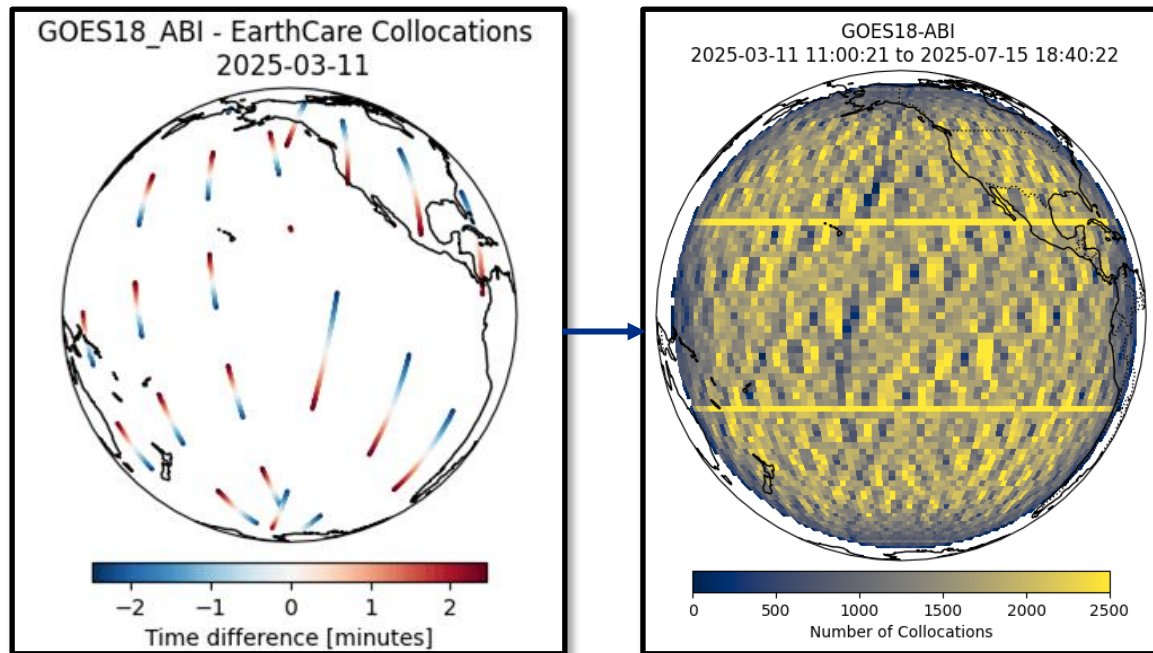 GOES18_ABI - EarthCare Collocations
2025-03-11
−2 −1 0 1 2
Time difference [minutes]
GOES18-ABI
2025-03-11 11:00:21 to 2025-07-15 18:40:22
0 500 1000 1500 2000 2500
Number of Collocations